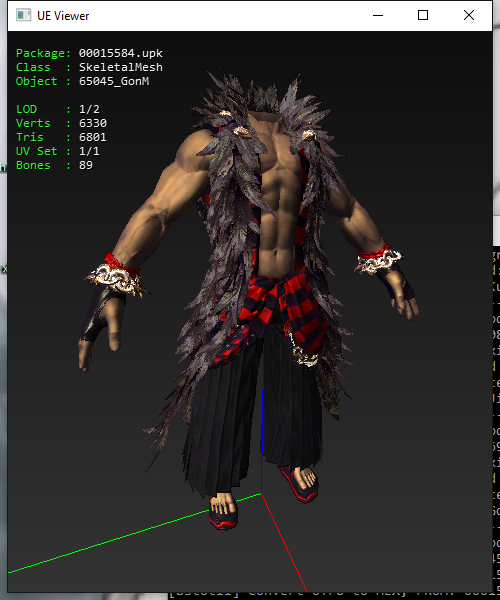 UE Viewer
Package: 00015584.upk
Class : SkeletalMesh
Object : 65045_GonM
LOD : 1/2
Verts : 6330
Tris : 6801
UV Set : 1/1
Bones : 89